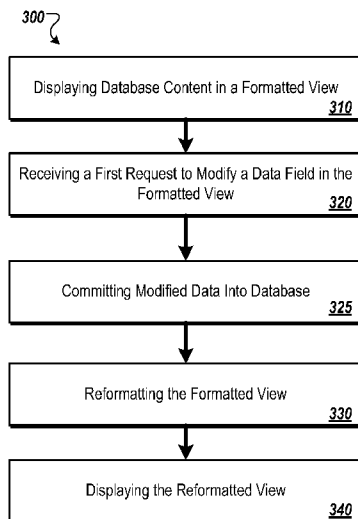 300
Displaying Database Content in a Formatted View
310
Receiving a First Request to Modify a Data Field in the
Formatted View
320
Committing Modified Data Into Database
325
Reformatting the Formatted View
330
Displaying the Reformatted View
340